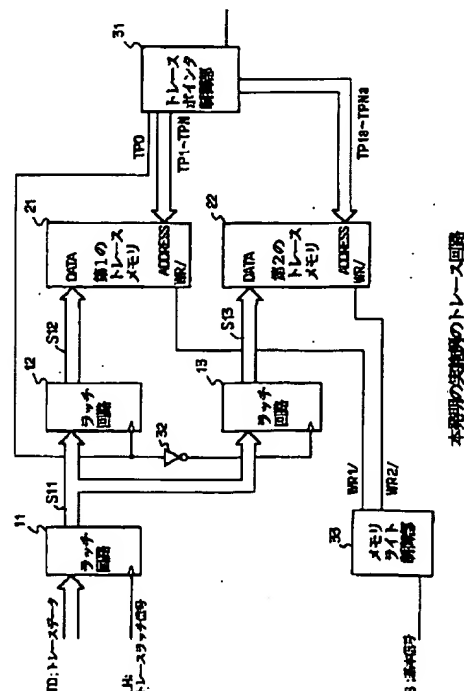 TD:トレースデータ
LH:
トレースラッチ信号
11
ラッチ
回路
S11
12
ラッチ
回路
32
13
ラッチ
回路
S12
S13
21
DATA
第1の
トレース
メモリ
ADDRESS
WR/
22
DATA
第2の
トレース
メモリ
ADDRESS
WR/
TP0
TP1~TPN
31
トレース
ポインタ
制御部
TP1a~TPNa
WR1/
WR2/
33
メモリ
ライト
制御部
:基本信号
本発明の実施例のトレース回路